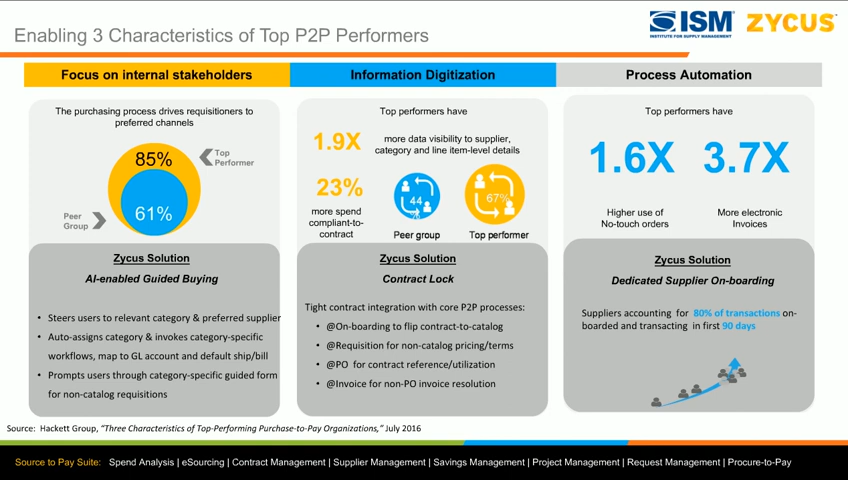 Enabling 3 Characteristics of Top P2P Performers
ISM
INSTITUTE FOR SUPPLY MANAGEMENT
ZYCUS
Focus on internal stakeholders
The purchasing process drives requisitioners to
preferred channels
85%
Top
Performer
61%
Peer
Group
Zycus Solution
AI-enabled Guided Buying
• Steers users to relevant category & preferred supplier
• Auto-assigns category & invokes category-specific
workflows, map to GL account and default ship/bill
• Prompts users through category-specific guided form
for non-catalog requisitions
Information Digitization
Top performers have
1.9X
more data visibility to supplier,
category and line item-level details
23%
more spend
compliant-to-
contract
44
%
Peer group
67%
Top performer
Zycus Solution
Contract Lock
Tight contract integration with core P2P processes:
• @On-boarding to flip contract-to-catalog
• @Requisition for non-catalog pricing/terms
• @PO for contract reference/utilization
• @Invoice for non-PO invoice resolution
Process Automation
Top performers have
1.6X
Higher use of
No-touch orders
3.7X
More electronic
Invoices
Zycus Solution
Dedicated Supplier On-boarding
Suppliers accounting for 80% of transactions on-
boarded and transacting in first 90 days
Source: Hackett Group, "Three Characteristics of Top-Performing Purchase-to-Pay Organizations," July 2016
Source to Pay Suite: Spend Analysis | eSourcing | Contract Management | Supplier Management | Savings Management | Project Management | Request Management | Procure-to-Pay